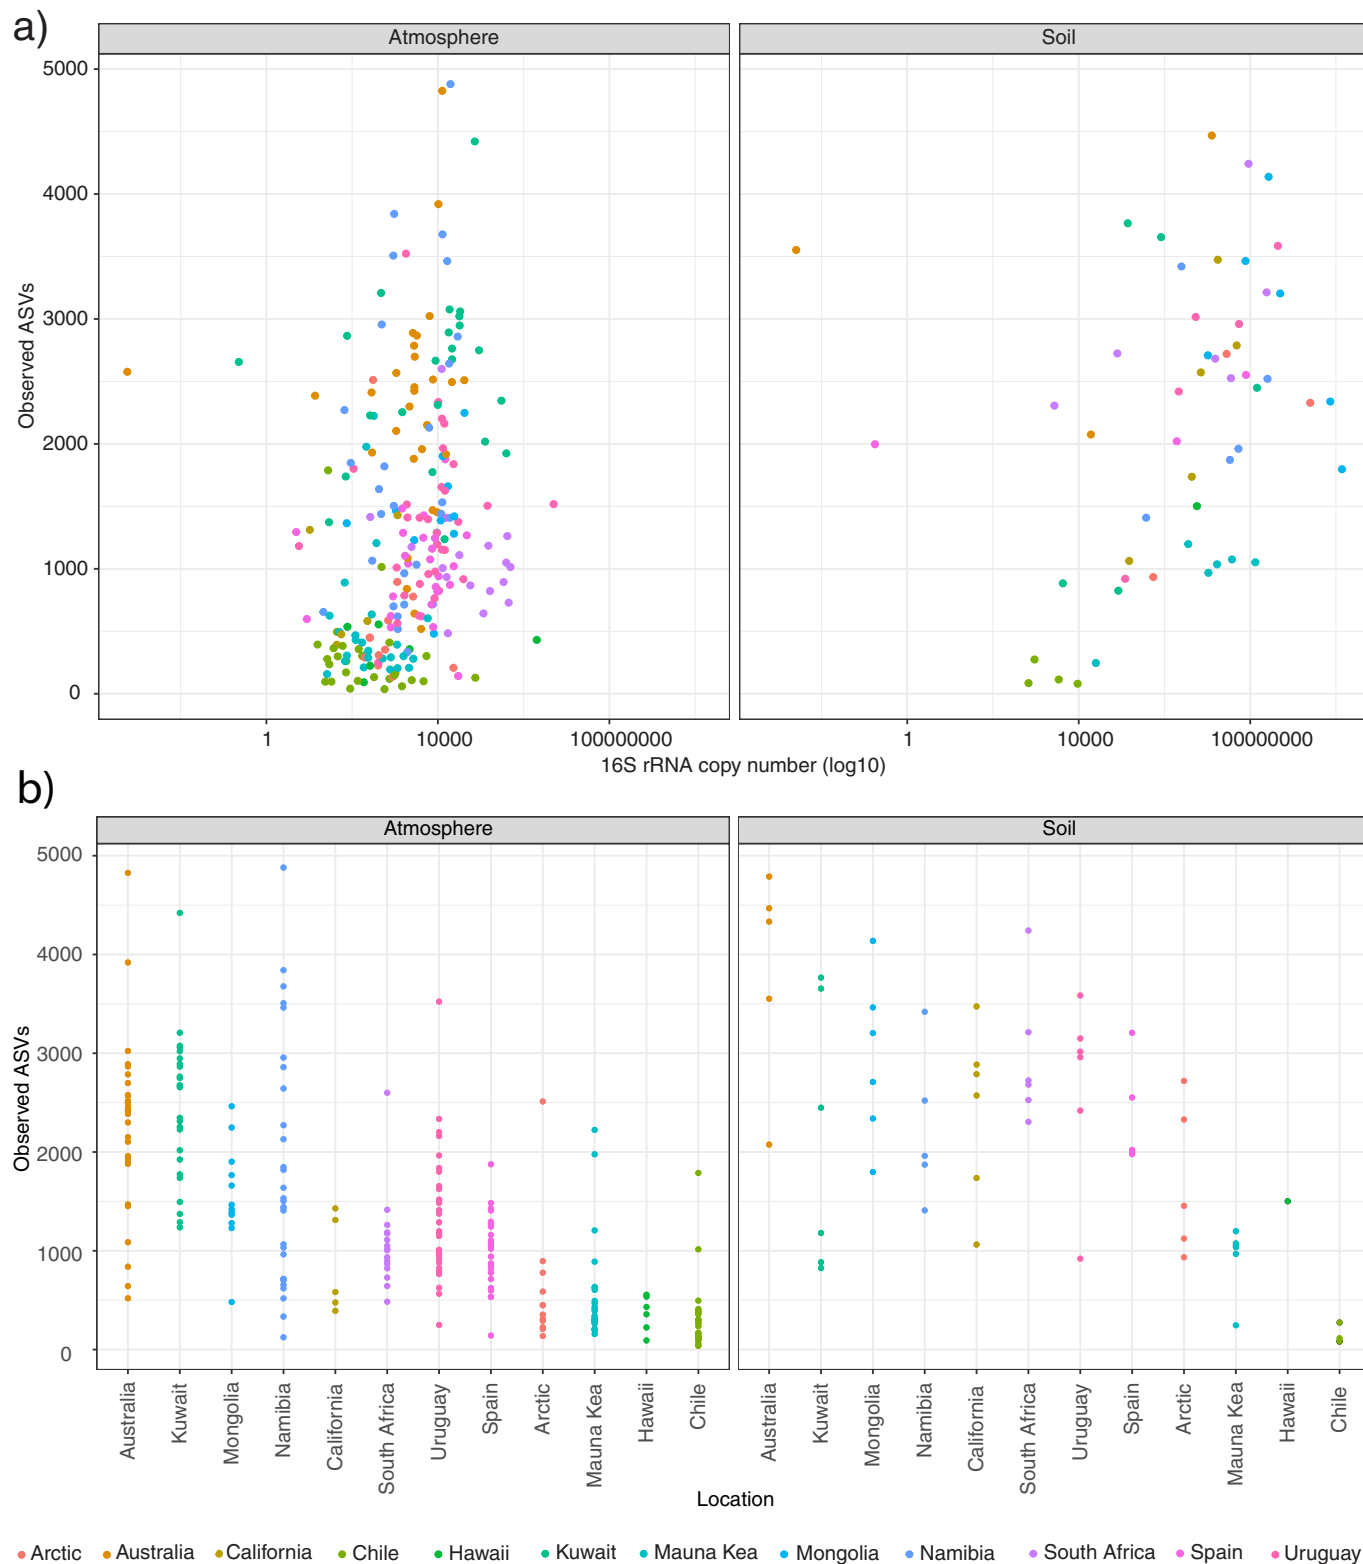 a)
Atmosphere
Soil
5000
4000
3000
2000
1000
0
Observed ASVs
1
10000
100000000
1
10000
100000000
16S rRNA copy number (log10)
b)
Atmosphere
Soil
5000
4000
3000
2000
1000
0
Observed ASVs
Australia
Kuwait
Mongolia
Namibia
California
South Africa
Uruguay
Spain
Arctic
Mauna Kea
Hawaii
Chile
Australia
Kuwait
Mongolia
Namibia
California
South Africa
Uruguay
Spain
Arctic
Mauna Kea
Hawaii
Chile
Location
Arctic Australia California Chile Hawaii Kuwait Mauna Kea Mongolia Namibia South Africa Spain Uruguay